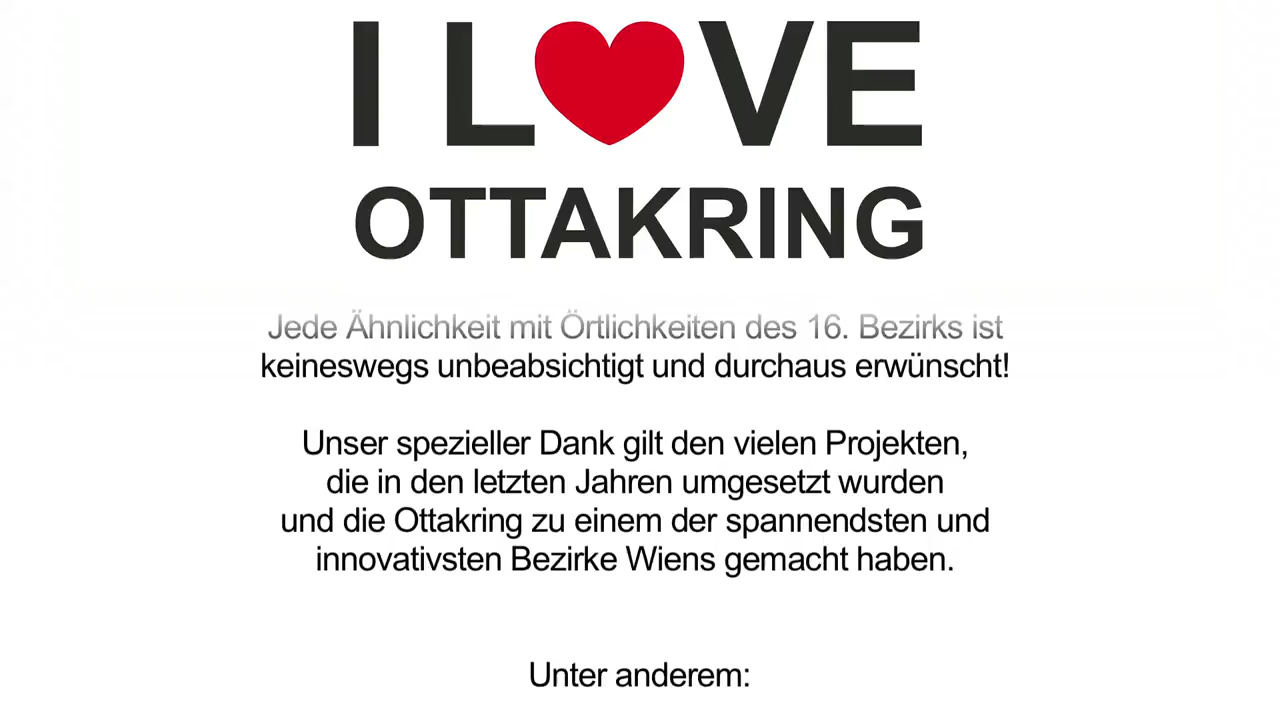 I LOVE
OTTAKRING
Jede Ähnlichkeit mit Örtlichkeiten des 16. Bezirks ist
keineswegs unbeabsichtigt und durchaus erwünscht!
Unser spezieller Dank gilt den vielen Projekten,
die in den letzten Jahren umgesetzt wurden
und die Ottakring zu einem der spannendsten und
innovativsten Bezirke Wiens gemacht haben.
Unter anderem: